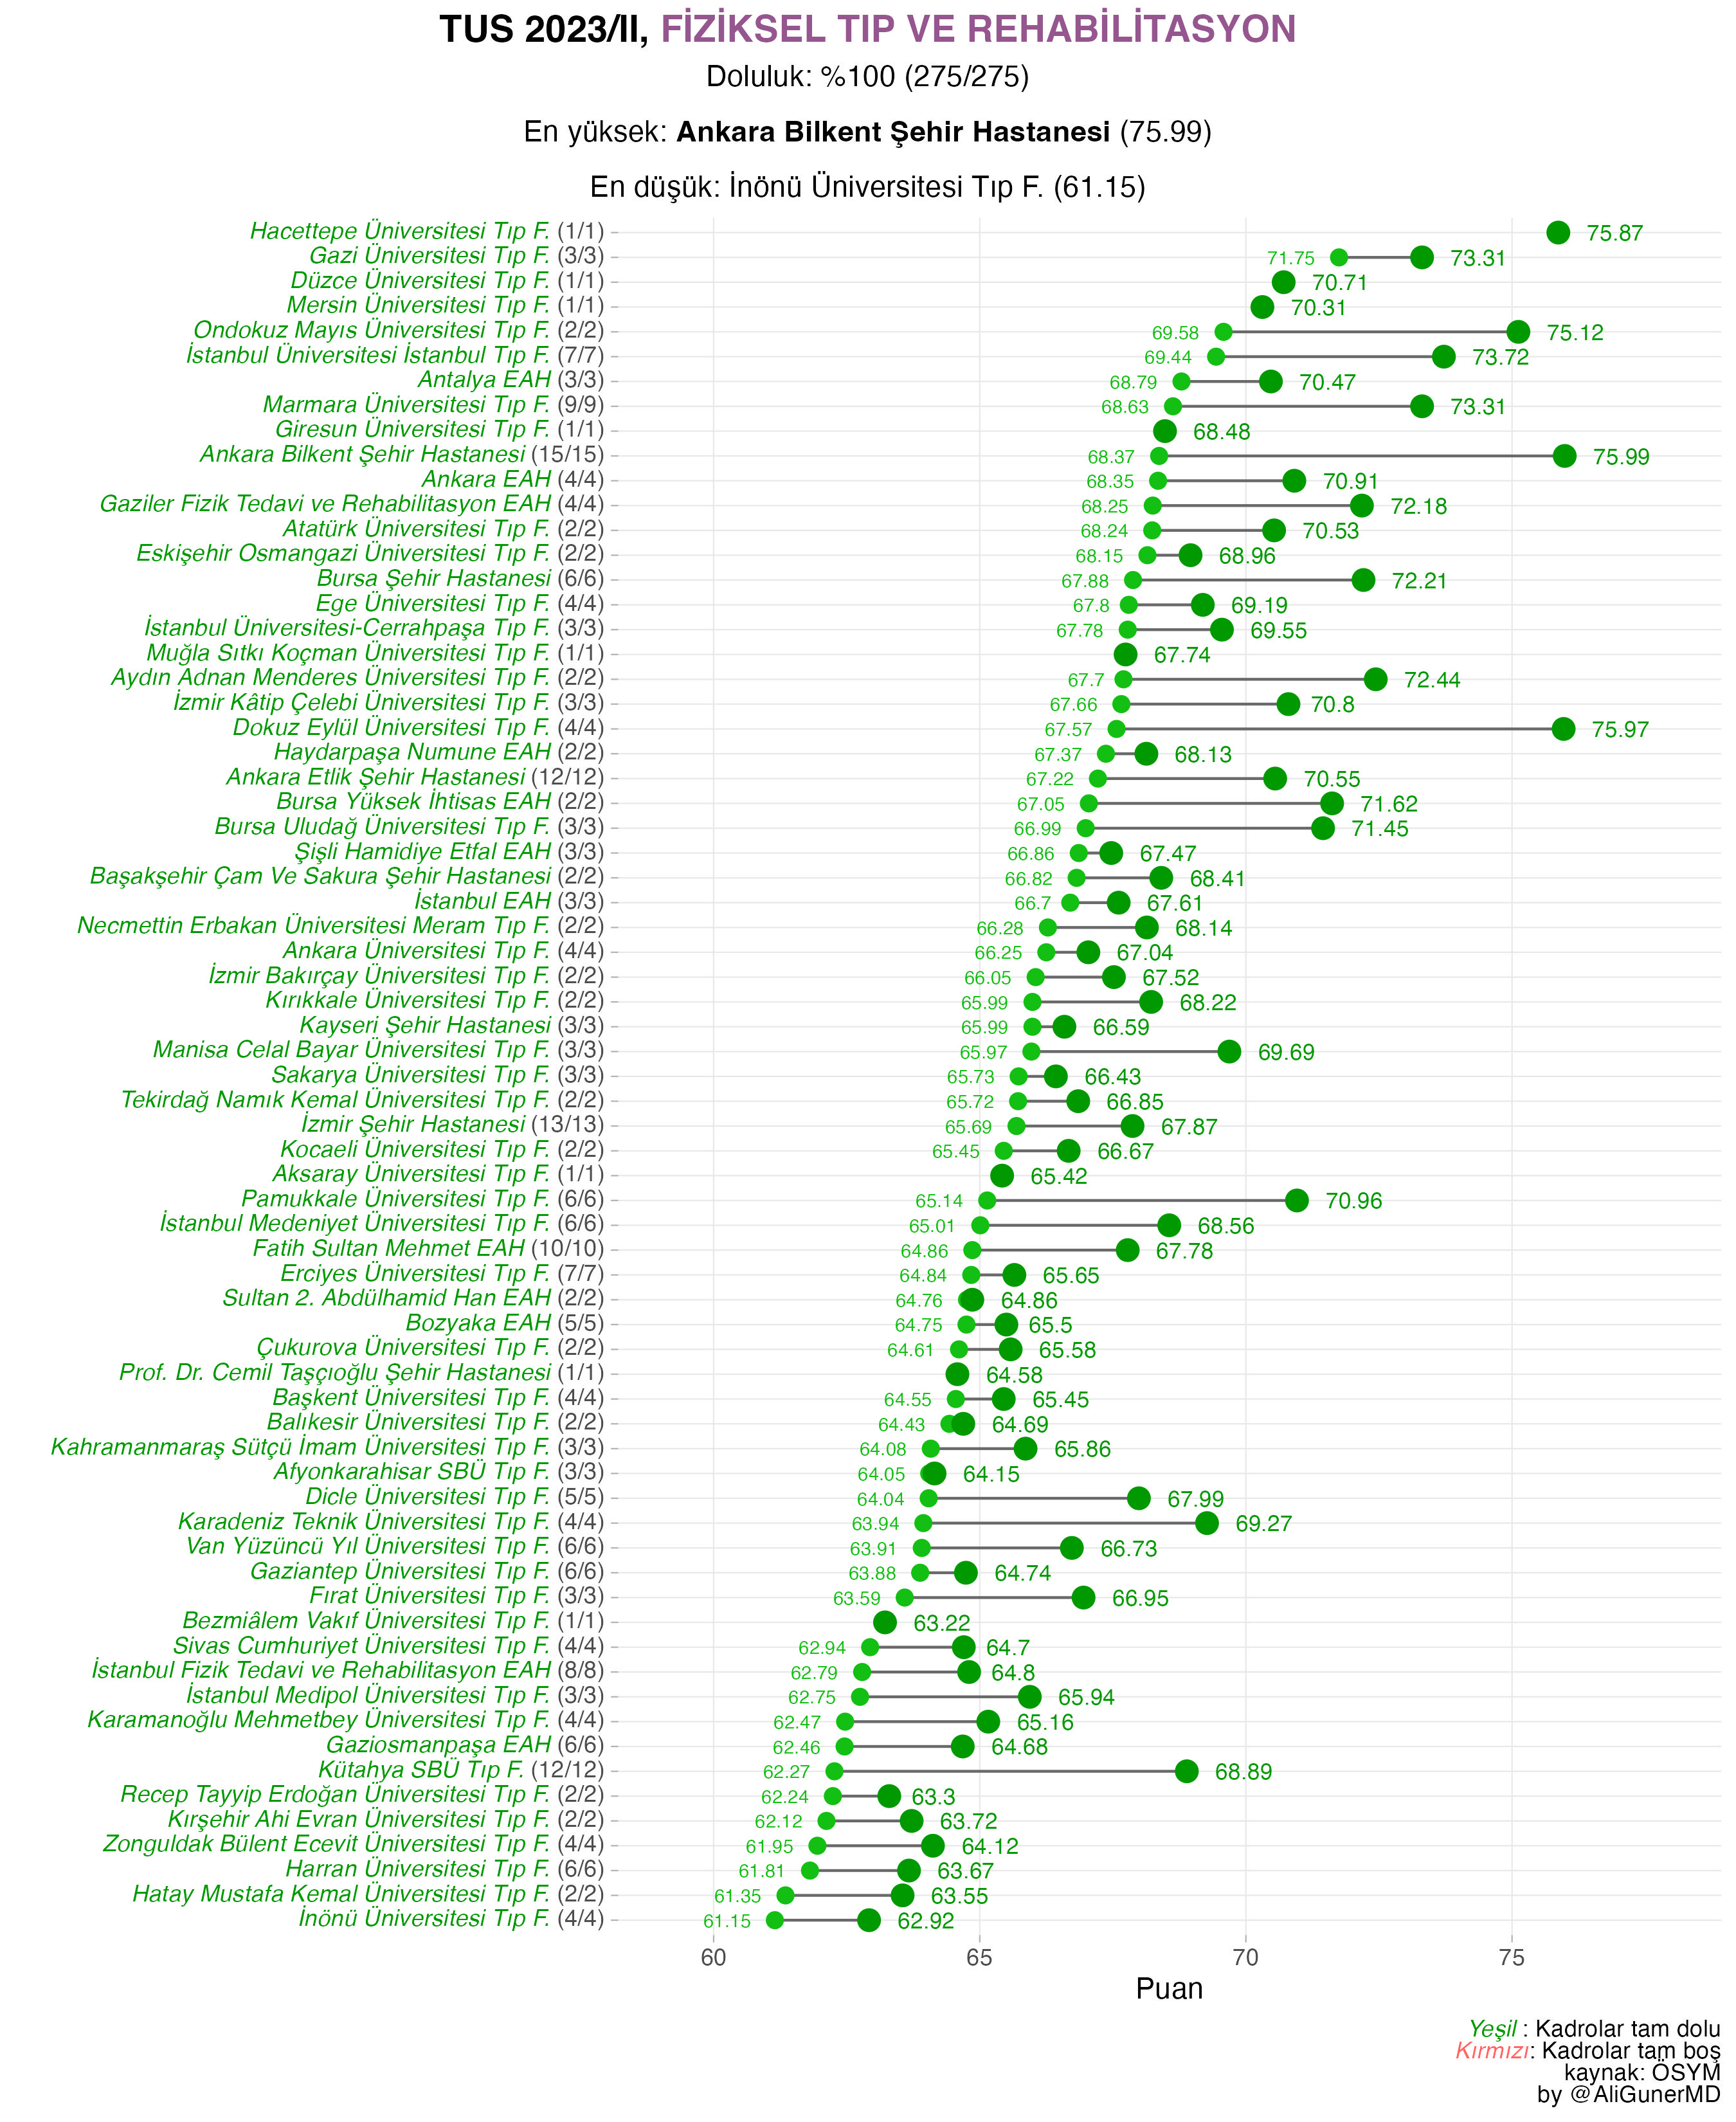 TUS 2023/II, FİZİKSEL TIP VE REHABİLİTASYON
Doluluk: %100 (275/275)
En yüksek: Ankara Bilkent Şehir Hastanesi (75.99)
En düşük: İnönü Üniversitesi Tıp F. (61.15)
Hacettepe Üniversitesi Tıp F. (1/1) 75.87
Gazi Üniversitesi Tıp F. (3/3) 71.75 73.31
Düzce Üniversitesi Tıp F. (1/1) 70.71
Mersin Üniversitesi Tıp F. (1/1) 70.31
Ondokuz Mayıs Üniversitesi Tıp F. (2/2) 69.58 75.12
İstanbul Üniversitesi İstanbul Tıp F. (7/7) 69.44 73.72
Antalya EAH (3/3) 68.79 70.47
Marmara Üniversitesi Tıp F. (9/9) 68.63 73.31
Giresun Üniversitesi Tıp F. (1/1) 68.48
Ankara Bilkent Şehir Hastanesi (15/15) 68.37 75.99
Ankara EAH (4/4) 68.35 70.91
Gaziler Fizik Tedavi ve Rehabilitasyon EAH (4/4) 68.25 72.18
Atatürk Üniversitesi Tıp F. (2/2) 68.24 70.53
Eskişehir Osmangazi Üniversitesi Tıp F. (2/2) 68.15 68.96
Bursa Şehir Hastanesi (6/6) 67.88 72.21
Ege Üniversitesi Tıp F. (4/4) 67.8 69.19
İstanbul Üniversitesi-Cerrahpaşa Tıp F. (3/3) 67.78 69.55
Muğla Sıtkı Koçman Üniversitesi Tıp F. (1/1) 67.74
Aydın Adnan Menderes Üniversitesi Tıp F. (2/2) 67.7 72.44
İzmir Kâtip Çelebi Üniversitesi Tıp F. (3/3) 67.66 70.8
Dokuz Eylül Üniversitesi Tıp F. (4/4) 67.57 75.97
Haydarpaşa Numune EAH (2/2) 67.37 68.13
Ankara Etlik Şehir Hastanesi (12/12) 67.22 70.55
Bursa Yüksek İhtisas EAH (2/2) 67.05 71.62
Bursa Uludağ Üniversitesi Tıp F. (3/3) 66.99 71.45
Şişli Hamidiye Etfal EAH (3/3) 66.86 67.47
Başakşehir Çam Ve Sakura Şehir Hastanesi (2/2) 66.82 68.41
İstanbul EAH (3/3) 66.7 67.61
Necmettin Erbakan Üniversitesi Meram Tıp F. (2/2) 66.28 68.14
Ankara Üniversitesi Tıp F. (4/4) 66.25 67.04
İzmir Bakırçay Üniversitesi Tıp F. (2/2) 66.05 67.52
Kırıkkale Üniversitesi Tıp F. (2/2) 65.99 68.22
Kayseri Şehir Hastanesi (3/3) 65.99 66.59
Manisa Celal Bayar Üniversitesi Tıp F. (3/3) 65.97 69.69
Sakarya Üniversitesi Tıp F. (3/3) 65.73 66.43
Tekirdağ Namık Kemal Üniversitesi Tıp F. (2/2) 65.72 66.85
İzmir Şehir Hastanesi (13/13) 65.69 67.87
Kocaeli Üniversitesi Tıp F. (2/2) 65.45 66.67
Aksaray Üniversitesi Tıp F. (1/1) 65.42
Pamukkale Üniversitesi Tıp F. (6/6) 65.14 70.96
İstanbul Medeniyet Üniversitesi Tıp F. (6/6) 65.01 68.56
Fatih Sultan Mehmet EAH (10/10) 64.86 67.78
Erciyes Üniversitesi Tıp F. (7/7) 64.84 65.65
Sultan 2. Abdülhamid Han EAH (2/2) 64.76 64.86
Bozyaka EAH (5/5) 64.75 65.5
Çukurova Üniversitesi Tıp F. (2/2) 64.61 65.58
Prof. Dr. Cemil Taşçıoğlu Şehir Hastanesi (1/1) 64.58
Başkent Üniversitesi Tıp F. (4/4) 64.55 65.45
Balıkesir Üniversitesi Tıp F. (2/2) 64.43 64.69
Kahramanmaraş Sütçü İmam Üniversitesi Tıp F. (3/3) 64.08 65.86
Afyonkarahisar SBÜ Tıp F. (3/3) 64.05 64.15
Dicle Üniversitesi Tıp F. (5/5) 64.04 67.99
Karadeniz Teknik Üniversitesi Tıp F. (4/4) 63.94 69.27
Van Yüzüncü Yıl Üniversitesi Tıp F. (6/6) 63.91 66.73
Gaziantep Üniversitesi Tıp F. (6/6) 63.88 64.74
Fırat Üniversitesi Tıp F. (3/3) 63.59 66.95
Bezmiâlem Vakıf Üniversitesi Tıp F. (1/1) 63.22
Sivas Cumhuriyet Üniversitesi Tıp F. (4/4) 62.94 64.7
İstanbul Fizik Tedavi ve Rehabilitasyon EAH (8/8) 62.79 64.8
İstanbul Medipol Üniversitesi Tıp F. (3/3) 62.75 65.94
Karamanoğlu Mehmetbey Üniversitesi Tıp F. (4/4) 62.47 65.16
Gaziosmanpaşa EAH (6/6) 62.46 64.68
Kütahya SBÜ Tıp F. (12/12) 62.27 68.89
Recep Tayyip Erdoğan Üniversitesi Tıp F. (2/2) 62.24 63.3
Kırşehir Ahi Evran Üniversitesi Tıp F. (2/2) 62.12 63.72
Zonguldak Bülent Ecevit Üniversitesi Tıp F. (4/4) 61.95 64.12
Harran Üniversitesi Tıp F. (6/6) 61.81 63.67
Hatay Mustafa Kemal Üniversitesi Tıp F. (2/2) 61.35 63.55
İnönü Üniversitesi Tıp F. (4/4) 61.15 62.92
60 65 70 75
Puan
Yeşil : Kadrolar tam dolu
Kırmızı: Kadrolar tam boş
kaynak: ÖSYM
by @AliGunerMD